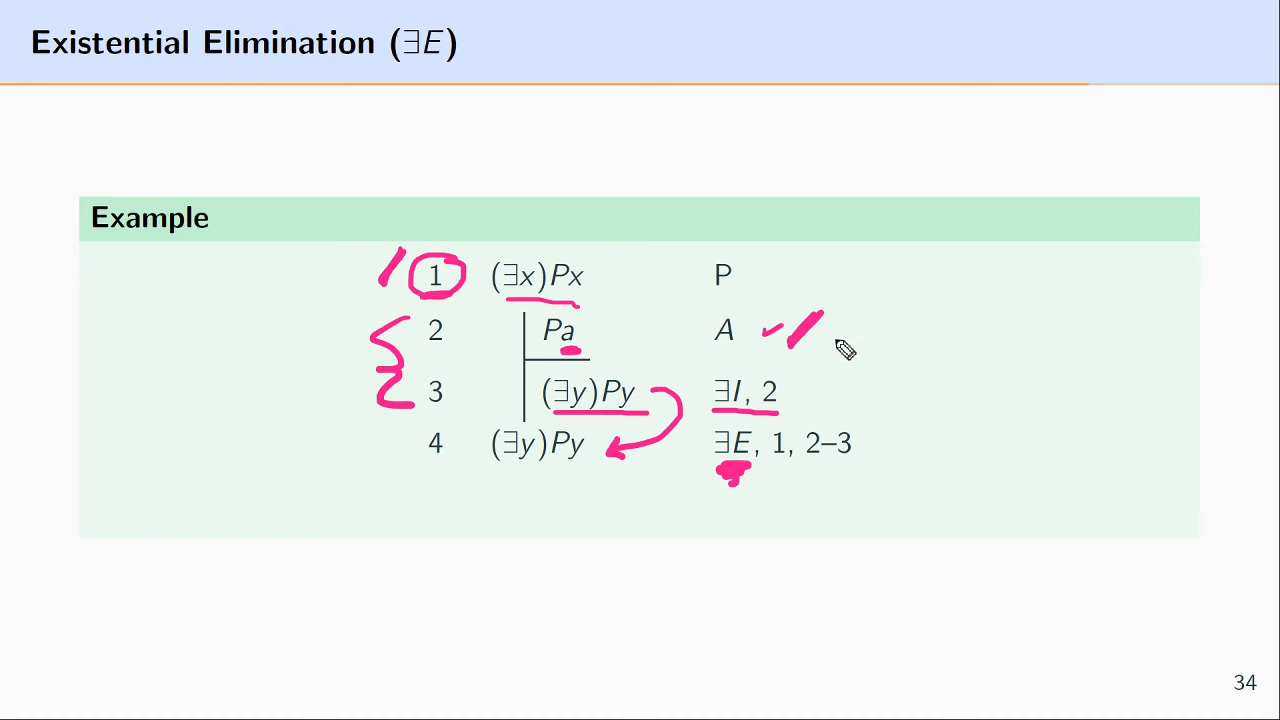 Existential Elimination (∃E)
Example
1 (∃x)Px P
2 Pa A
3 (∃y)Py ∃I, 2
4 (∃y)Py ∃E, 1, 2–3
34